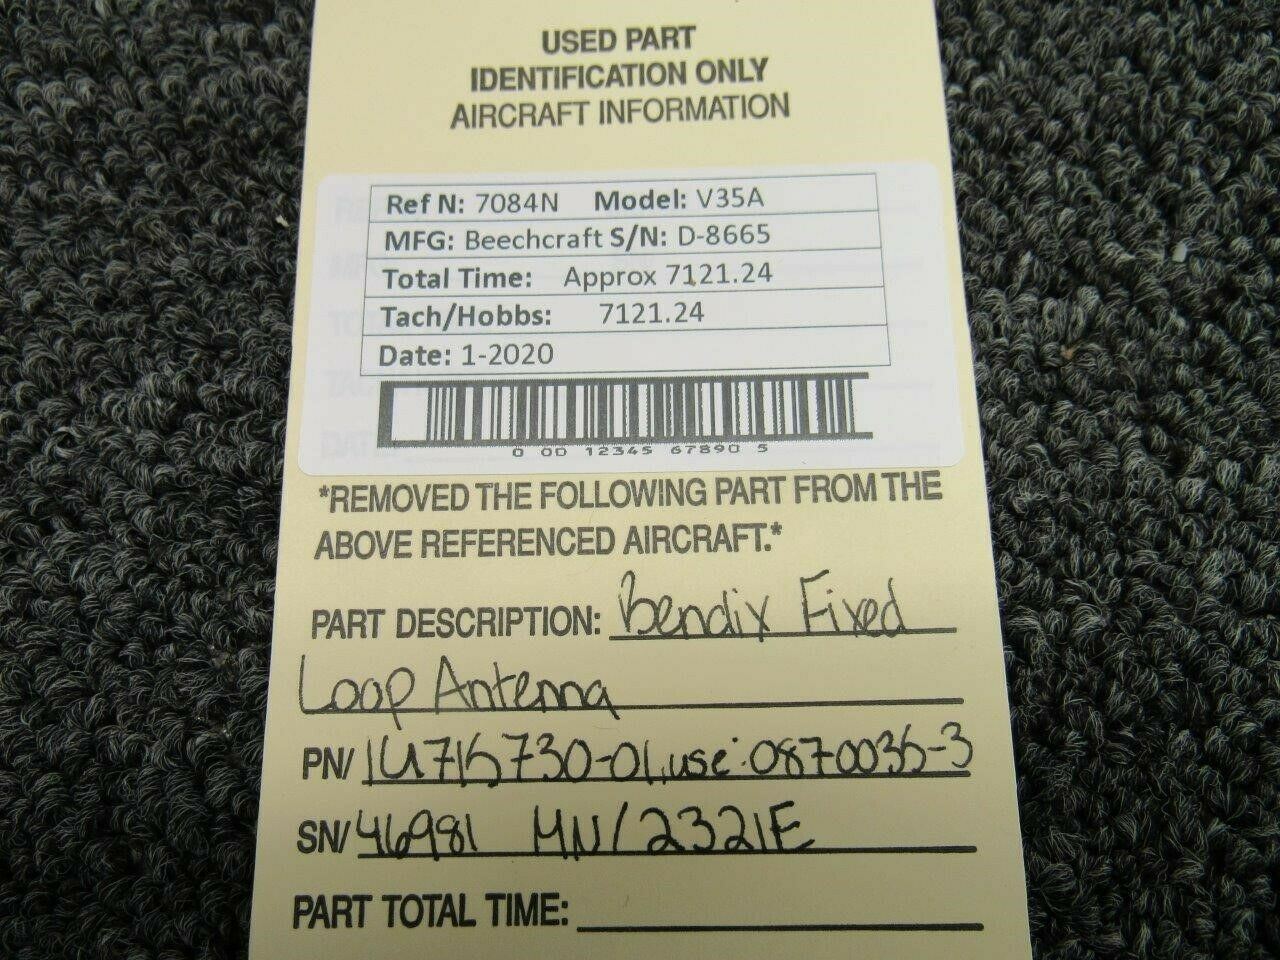 USED PART
IDENTIFICATION ONLY
AIRCRAFT INFORMATION
Ref N: 7084N Model: V35A
MFG: Beechcraft S/N: D-8665
Total Time: Approx 7121.24
Tach/Hobbs: 7121.24
Date: 1-2020
0 00 12345 67890 5
*REMOVED THE FOLLOWING PART FROM THE
ABOVE REFERENCED AIRCRAFT.*
PART DESCRIPTION: Bendix Fixed
Loop Antenna
PN/ 1U715730-01, use: 0870035-3
SN/ 46981 MN/2321E
PART TOTAL TIME: